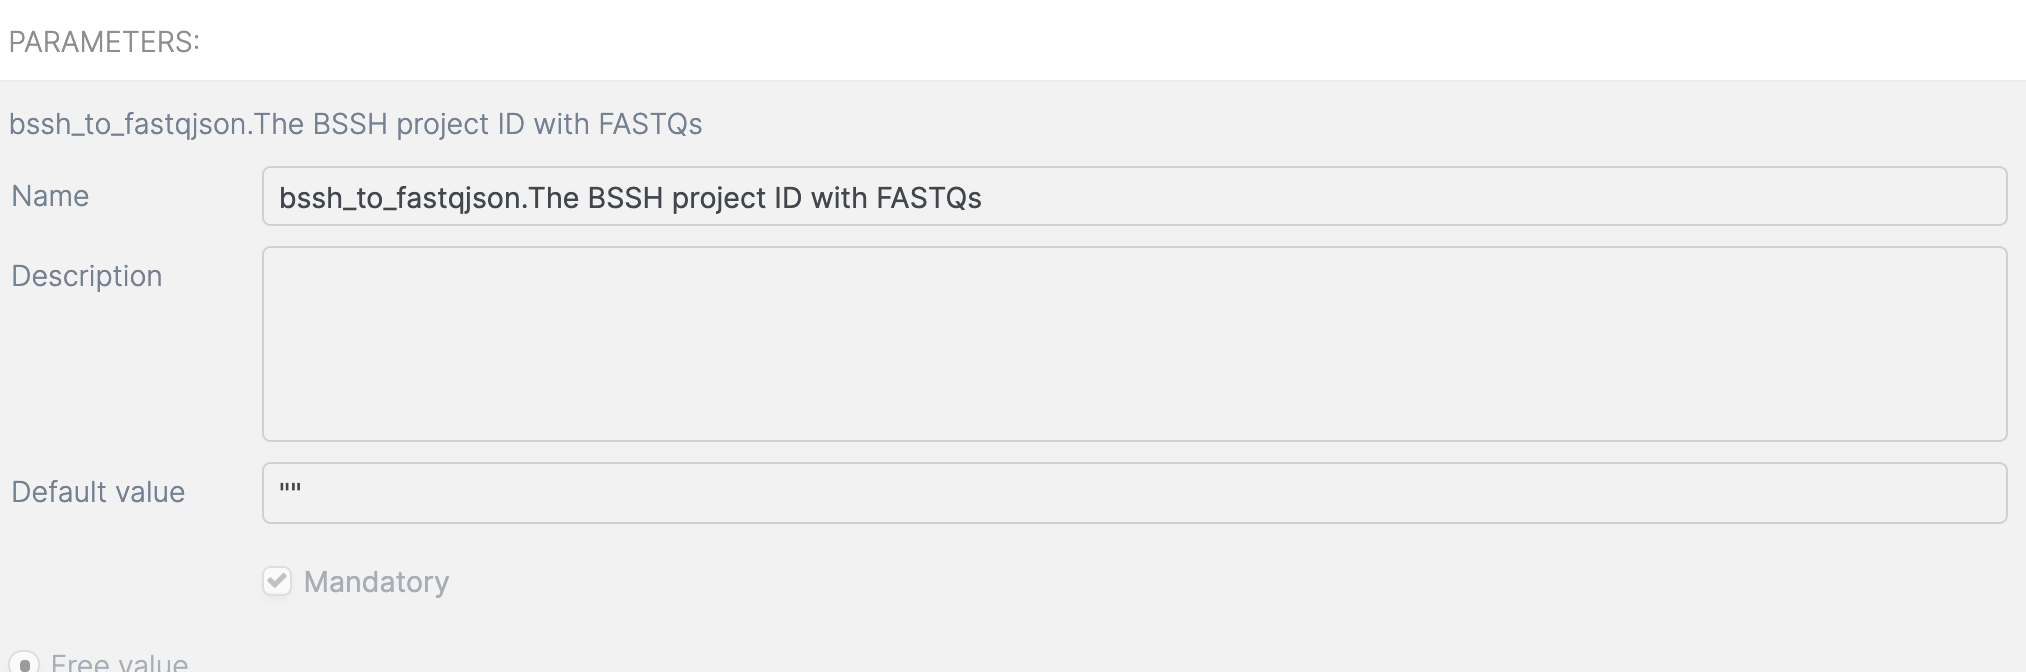 PARAMETERS:
bssh_to_fastqjson.The BSSH project ID with FASTQs
Name
bssh_to_fastqjson.The BSSH project ID with FASTQs
Description
Default value
""
Mandatory
Free value